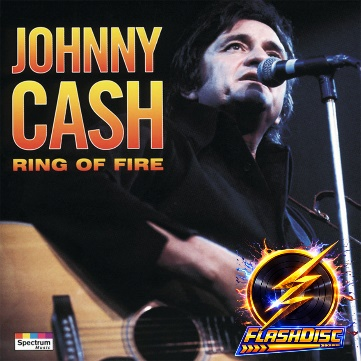 JOHNNY
CASH
RING OF FIRE
Spectrum
Music
FLASHDISC